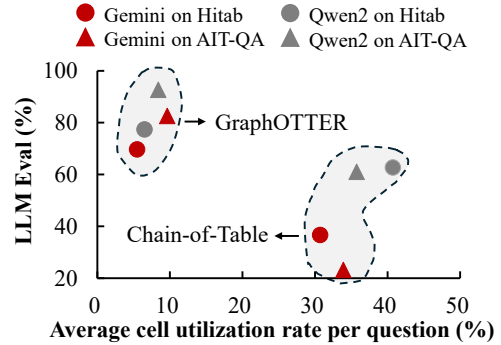 Gemini on Hitab Qwen2 on Hitab
Gemini on AIT-QA Qwen2 on AIT-QA
LLM Eval (%)
100
80
60
40
20
GraphOTTER
Chain-of-Table
0 10 20 30 40 50
Average cell utilization rate per question (%)